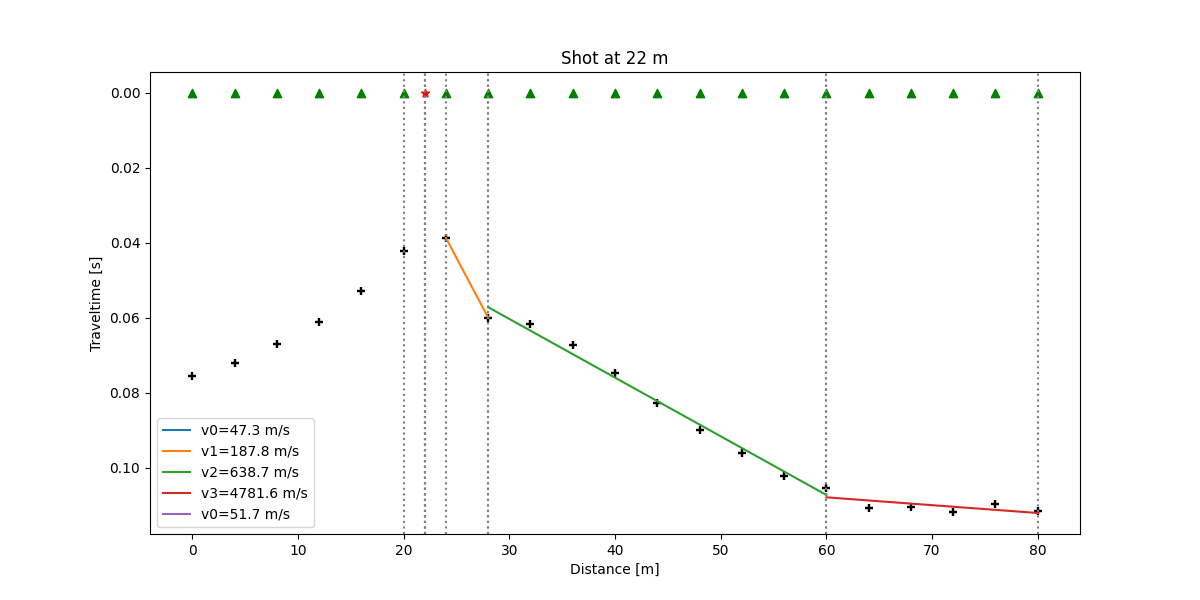 Shot at 22 m
0.00
0.02
0.04
0.06
0.08
0.10
Traveltime [s]
v0=47.3 m/s
v1=187.8 m/s
v2=638.7 m/s
v3=4781.6 m/s
v0=51.7 m/s
0 10 20 30 40 50 60 70 80
Distance [m]